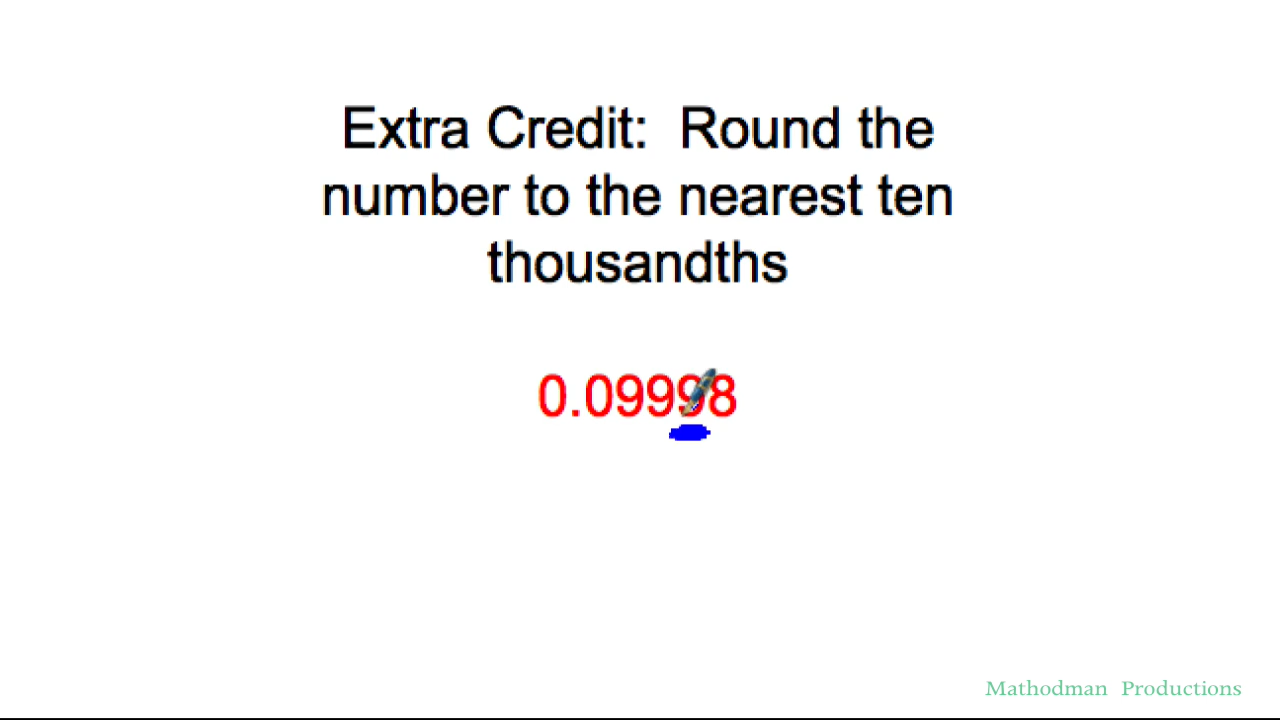 Extra Credit:  Round the
number to the nearest ten
thousandths
0.09998
Mathodman Productions